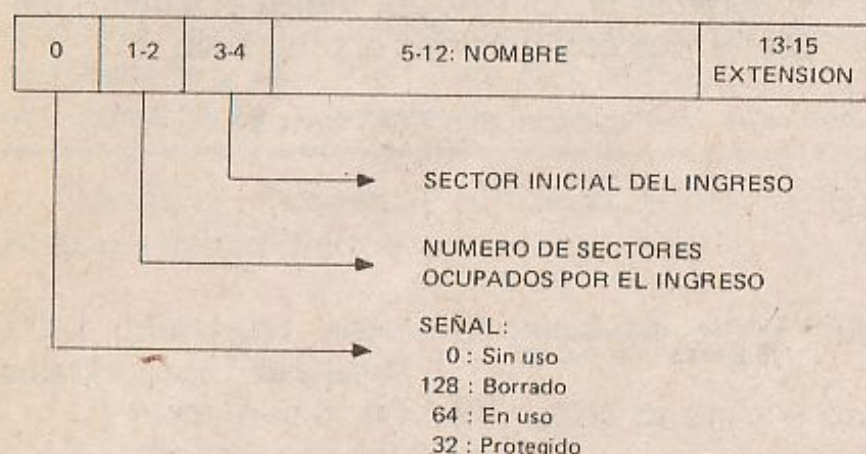 0
1-2
3-4
5-12: NOMBRE
13-15
EXTENSION
SECTOR INICIAL DEL INGRESO
NUMERO DE SECTORES
OCUPADOS POR EL INGRESO
SEÑAL:
0 : Sin uso
128 : Borrado
64 : En uso
32 : Protegido